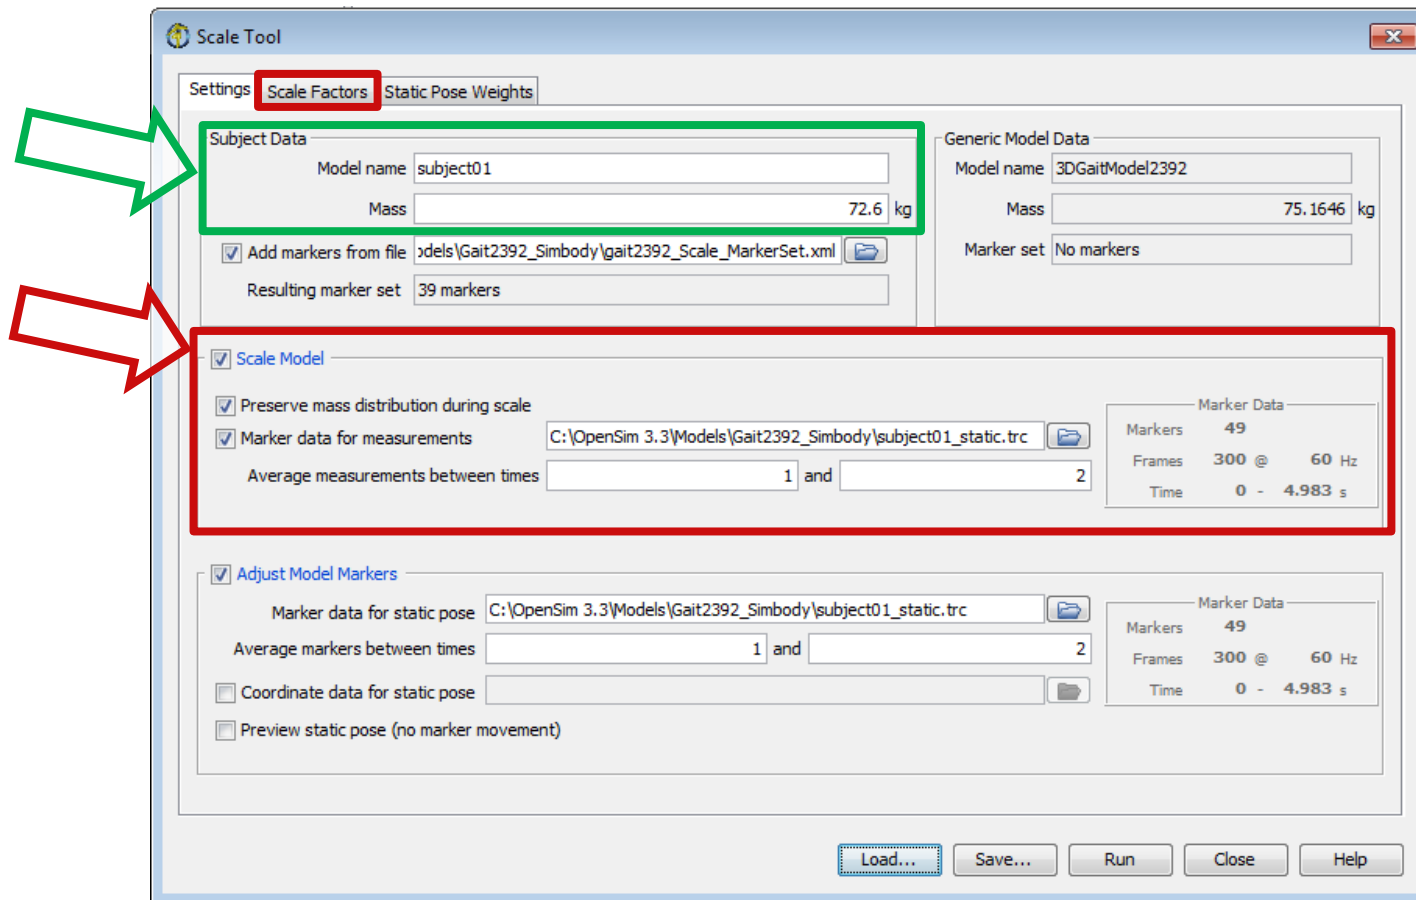 Scale Tool
Settings Scale Factors Static Pose Weights
Subject Data
Model name subject01
Mass 72.6 kg
Add markers from file odels\Gait2392_Simbody\gait2392_Scale_MarkerSet.xml
Resulting marker set 39 markers
Generic Model Data
Model name 3DGaitModel2392
Mass 75.1646 kg
Marker set No markers
Scale Model
Preserve mass distribution during scale
Marker data for measurements C:\OpenSim 3.3\Models\Gait2392_Simbody\subject01_static.trc
Average measurements between times 1 and 2
Marker Data
Markers 49
Frames 300 @ 60 Hz
Time 0 - 4.983 s
Adjust Model Markers
Marker data for static pose C:\OpenSim 3.3\Models\Gait2392_Simbody\subject01_static.trc
Average markers between times 1 and 2
Coordinate data for static pose
Preview static pose (no marker movement)
Marker Data
Markers 49
Frames 300 @ 60 Hz
Time 0 - 4.983 s
Load... Save... Run Close Help